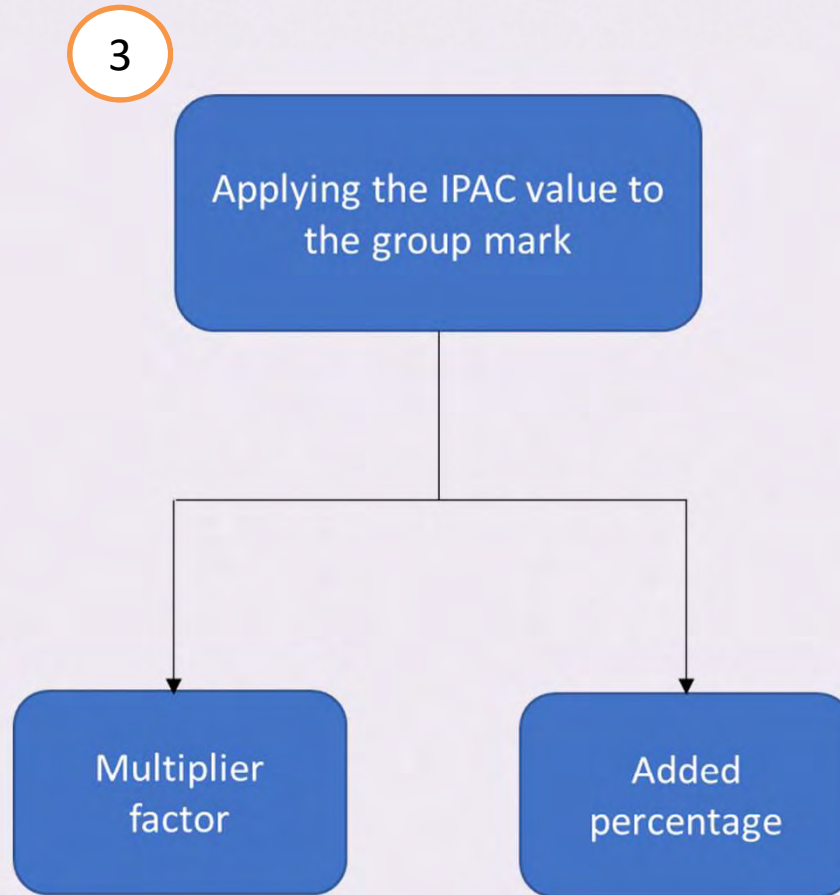 3
Applying the IPAC value to
the group mark
Multiplier
factor
Added
percentage